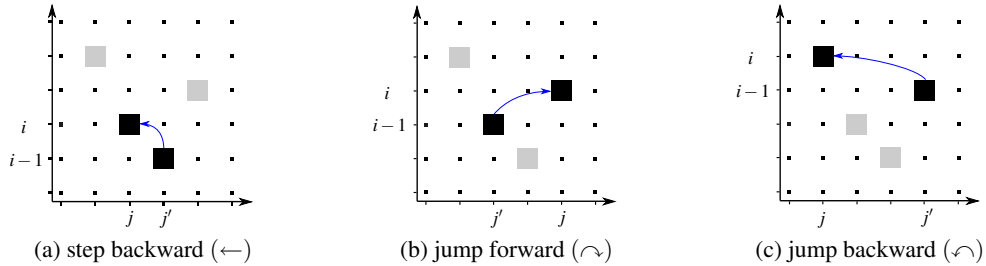 i
i − 1
j
j′
(a) step backward (←)
i
i − 1
j′
j
(b) jump forward (↷)
i
i − 1
j
j′
(c) jump backward (↶)